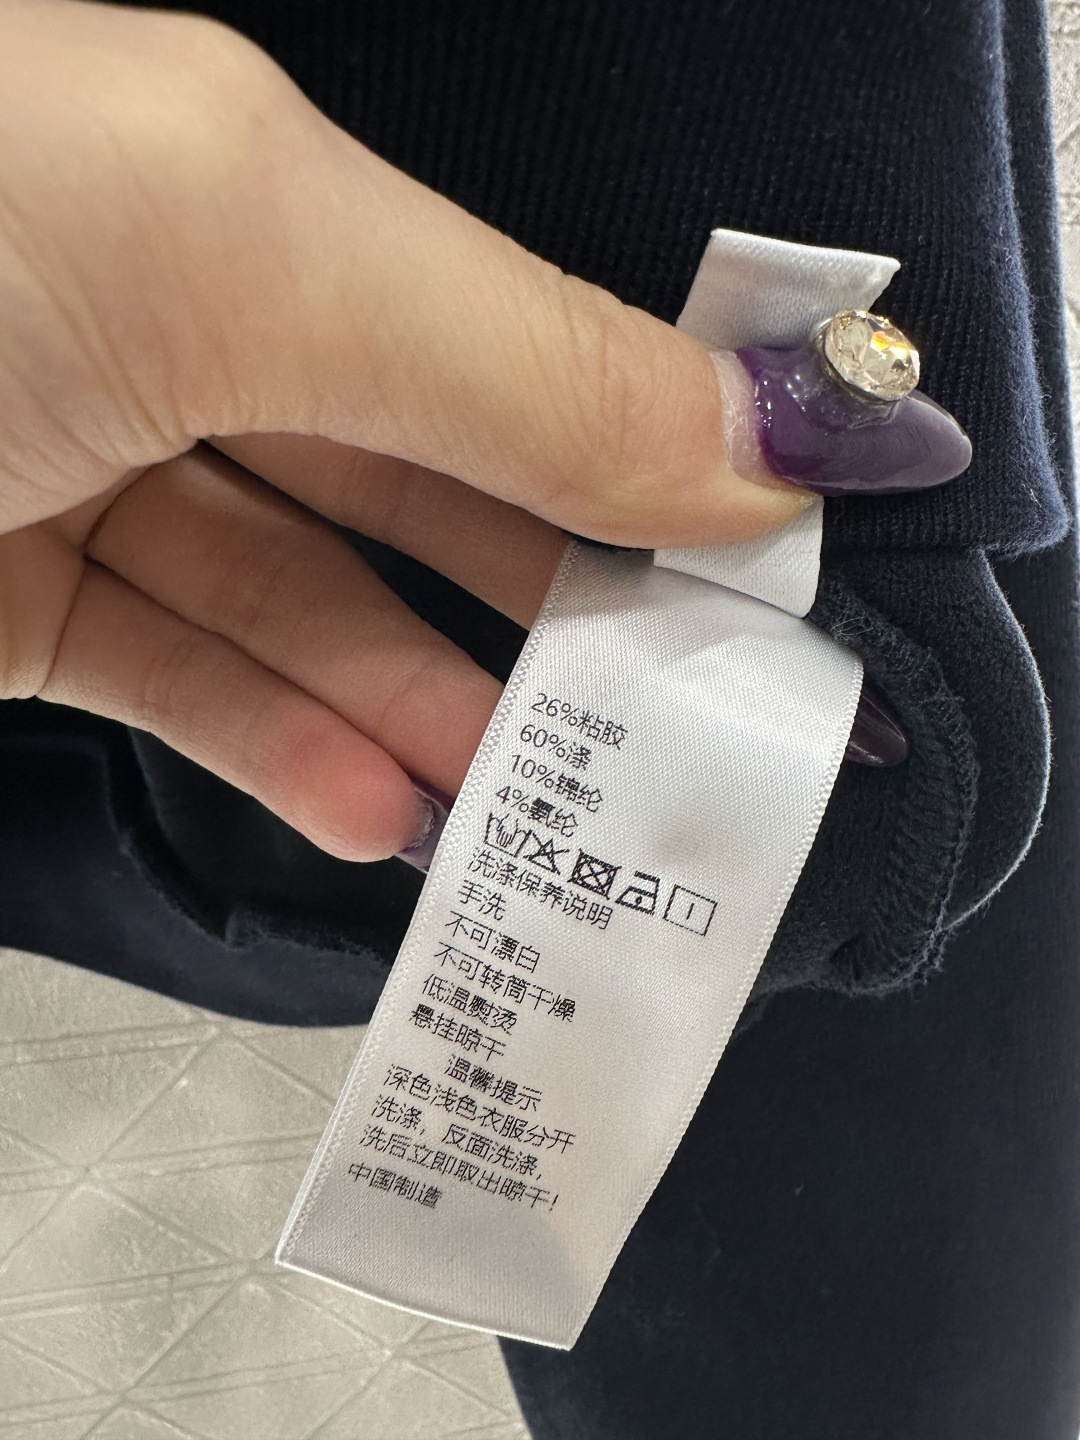 26%粘胶
60%涤
10%锦纶
4%氨纶
洗涤保养说明
手洗
不可漂白
不可转筒干燥
低温熨烫
悬挂晾干
温馨提示
深色浅色衣服分开
洗涤，反面洗涤，
洗后立即取出晾干！
中国制造